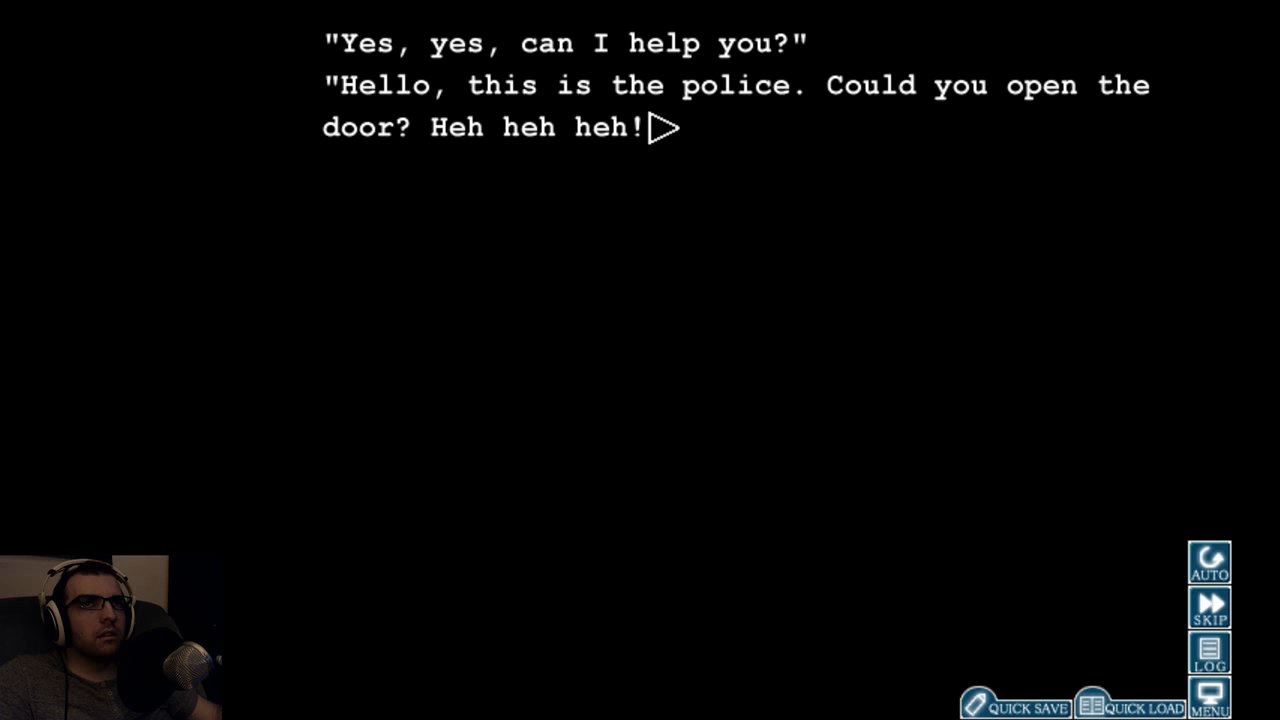 "Yes, yes, can I help you?"
"Hello, this is the police. Could you open the
door? Heh heh heh!
AUTO
SKIP
LOG
QUICK SAVE
QUICK LOAD
MENU